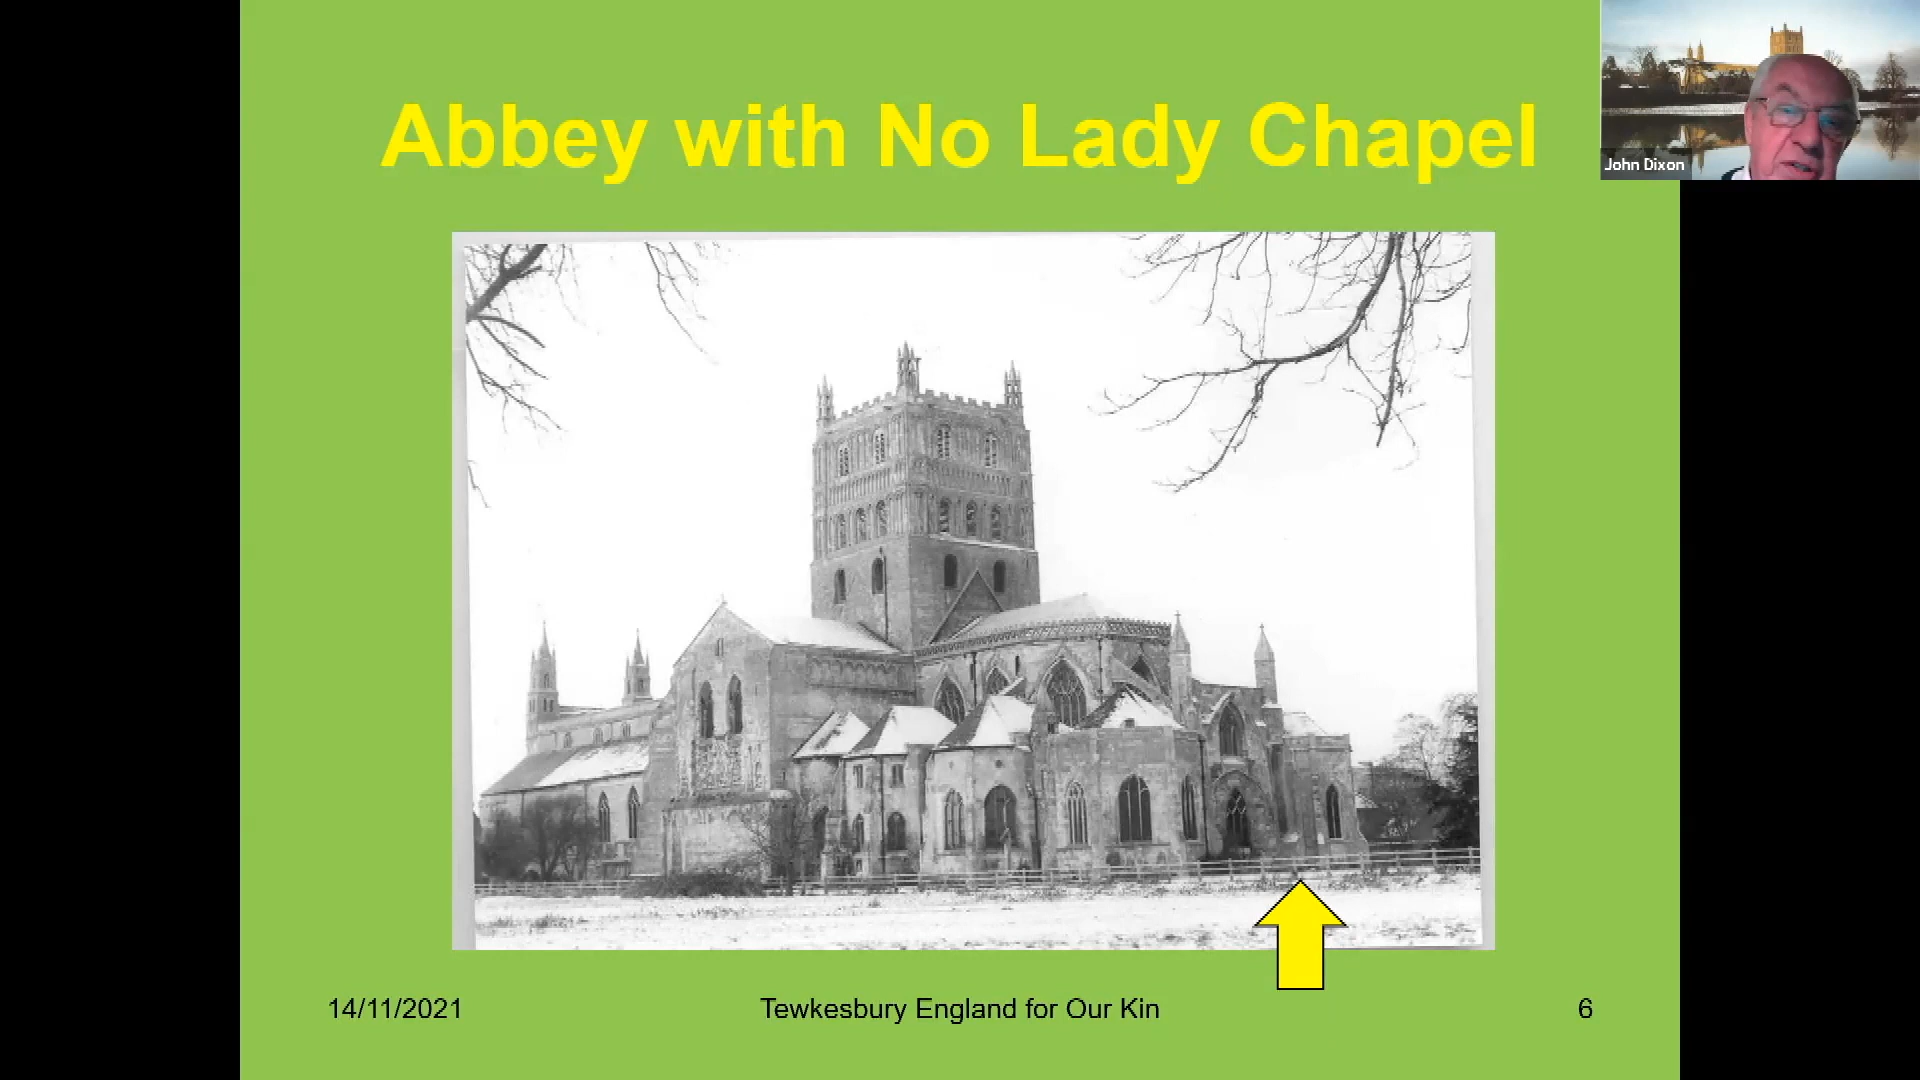 Abbey with No Lady Chapel
John Dixon
14/11/2021
Tewkesbury England for Our Kin
6